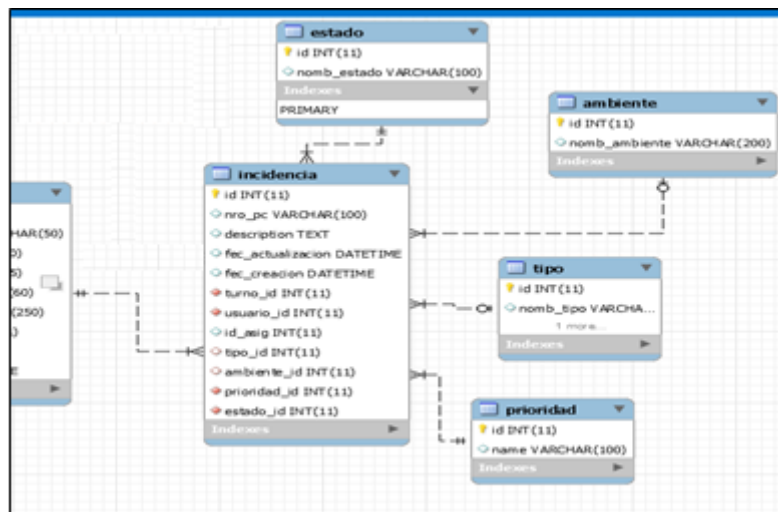 estado
id INT(11)
nomb_estado VARCHAR(100)
Indexes
PRIMARY
ambiente
id INT(11)
nomb_ambiente VARCHAR(200)
Indexes
incidencia
id INT(11)
nro_pc VARCHAR(100)
description TEXT
fec_actualizacion DATETIME
fec_creacion DATETIME
turno_id INT(11)
usuario_id INT(11)
id_asig INT(11)
tipo_id INT(11)
ambiente_id INT(11)
prioridad_id INT(11)
estado_id INT(11)
Indexes
HAR(50)
0)
5)
(60)
(250)
)
E
tipo
id INT(11)
nomb_tipo VARCHA...
1 more...
Indexes
prioridad
id INT(11)
name VARCHAR(100)
Indexes